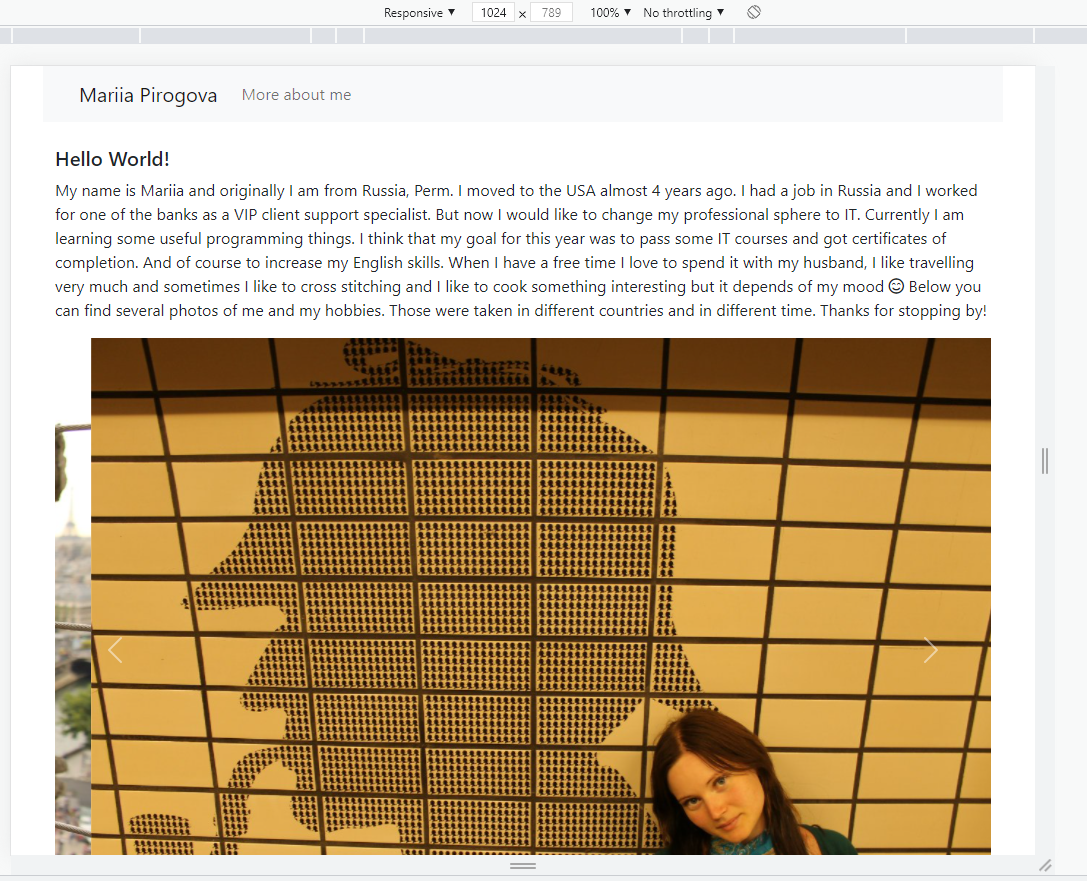 Responsive ▼ 1024 × 789 100% ▼ No throttling ▼
Mariia Pirogova More about me
Hello World!
My name is Mariia and originally I am from Russia, Perm. I moved to the USA almost 4 years ago. I had a job in Russia and I worked
for one of the banks as a VIP client support specialist. But now I would like to change my professional sphere to IT. Currently I am
learning some useful programming things. I think that my goal for this year was to pass some IT courses and got certificates of
completion. And of course to increase my English skills. When I have a free time I love to spend it with my husband, I like travelling
very much and sometimes I like to cross stitching and I like to cook something interesting but it depends of my mood 😊 Below you
can find several photos of me and my hobbies. Those were taken in different countries and in different time. Thanks for stopping by!